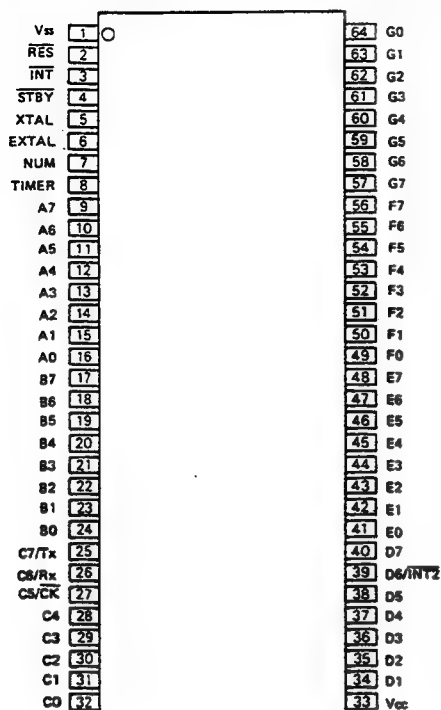 Vss 1 64 G0
RES 2 63 G1
INT 3 62 G2
STBY 4 61 G3
XTAL 5 60 G4
EXTAL 6 59 G5
NUM 7 58 G6
TIMER 8 57 G7
A7 9 56 F7
A6 10 55 F6
A5 11 54 F5
A4 12 53 F4
A3 13 52 F3
A2 14 51 F2
A1 15 50 F1
A0 16 49 F0
B7 17 48 E7
B6 18 47 E6
B5 19 46 E5
B4 20 45 E4
B3 21 44 E3
B2 22 43 E2
B1 23 42 E1
B0 24 41 E0
C7/Tx 25 40 D7
C6/Rx 26 39 D6/INT2
C5/CK 27 38 D5
C4 28 37 D4
C3 29 36 D3
C2 30 35 D2
C1 31 34 D1
C0 32 33 Vcc